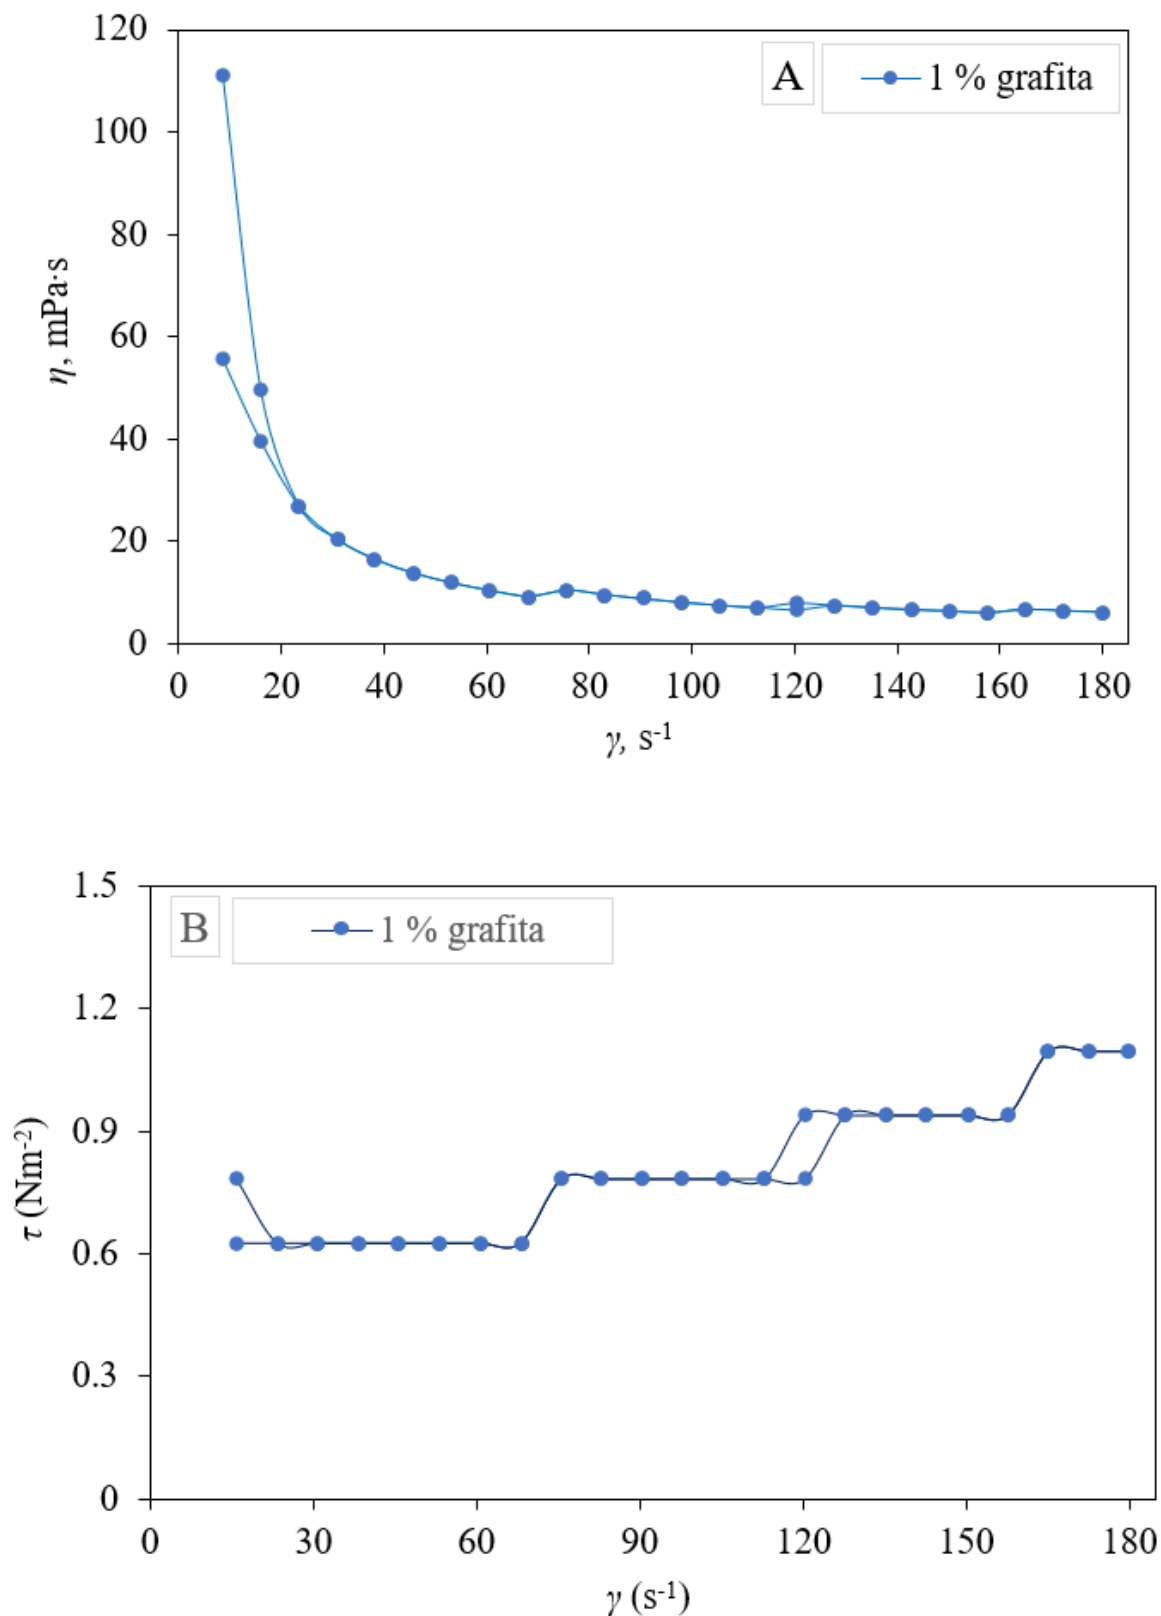 120
A
1 % grafita
100
80
60
40
20
0
η, mPa·s
0 20 40 60 80 100 120 140 160 180
γ, s⁻¹
1.5
B
1 % grafita
1.2
0.9
0.6
0.3
0
τ (Nm⁻²)
0 30 60 90 120 150 180
γ (s⁻¹)